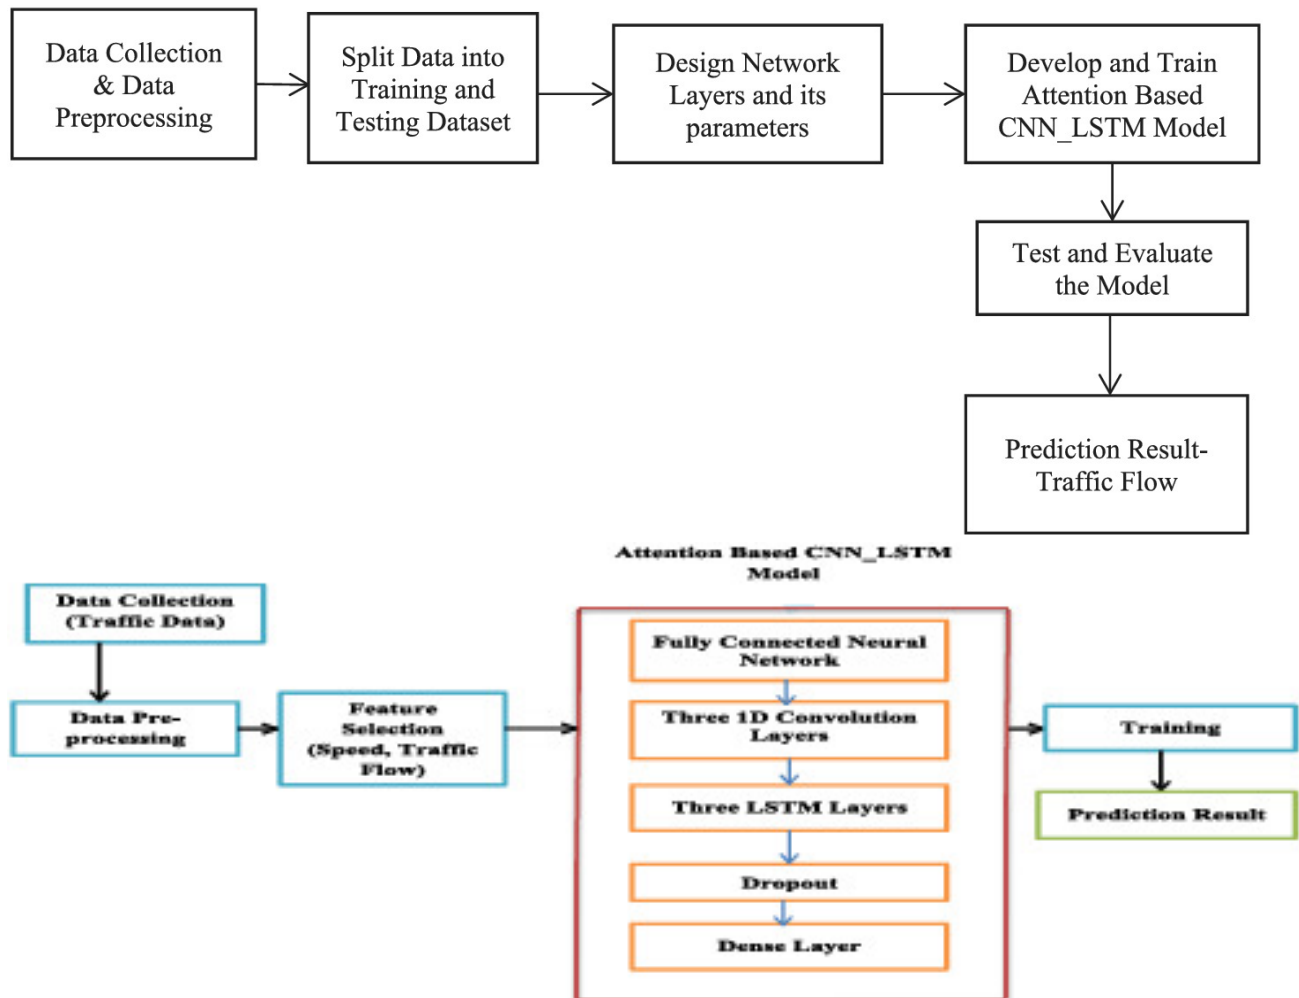 Data Collection
& Data
Preprocessing
Split Data into
Training and
Testing Dataset
Design Network
Layers and its
parameters
Develop and Train
Attention Based
CNN_LSTM Model
Test and Evaluate
the Model
Prediction Result-
Traffic Flow
Attention Based CNN_LSTM
Model
Data Collection
(Traffic Data)
Data Pre-
processing
Feature
Selection
(Speed, Traffic
Flow)
Fully Connected Neural
Network
Three 1D Convolution
Layers
Three LSTM Layers
Dropout
Dense Layer
Training
Prediction Result